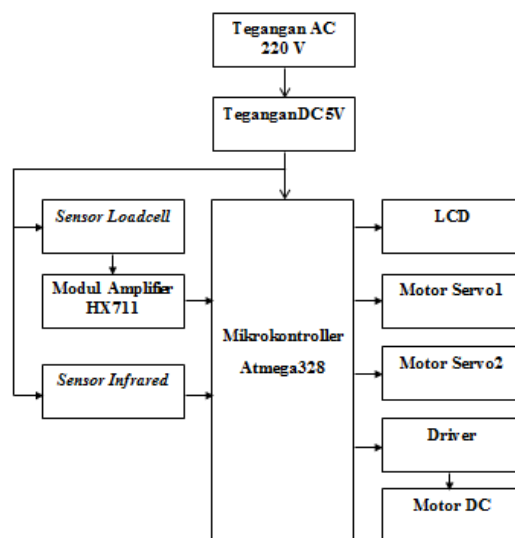 Tegangan AC
220 V
TeganganDC5V
Sensor Loadcell
Modul Amplifier
HX711
Sensor Infrared
Mikrokontroller
Atmega328
LCD
Motor Servo1
Motor Servo2
Driver
Motor DC